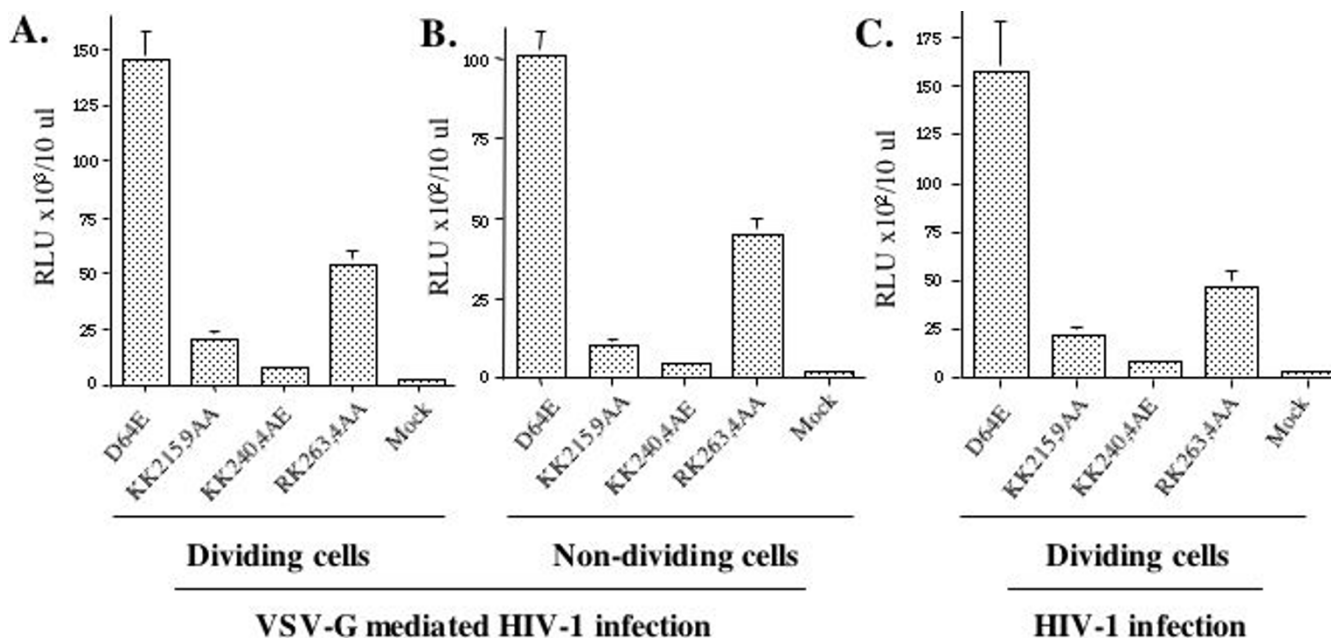 A.
RLU x10³/10 ul
150
125
100
75
50
25
0
D64E
KK215,9AA
KK240,4AE
RK263,4AA
Mock
Dividing cells
B.
RLU x10²/10 ul
100
75
50
25
0
D64E
KK215,9AA
KK240,4AE
RK263,4AA
Mock
Non-dividing cells
VSV-G mediated HIV-1 infection
C.
RLU x10²/10 ul
175
150
125
100
75
50
25
0
D64E
KK215,9AA
KK240,4AE
RK263,4AA
Mock
Dividing cells
HIV-1 infection